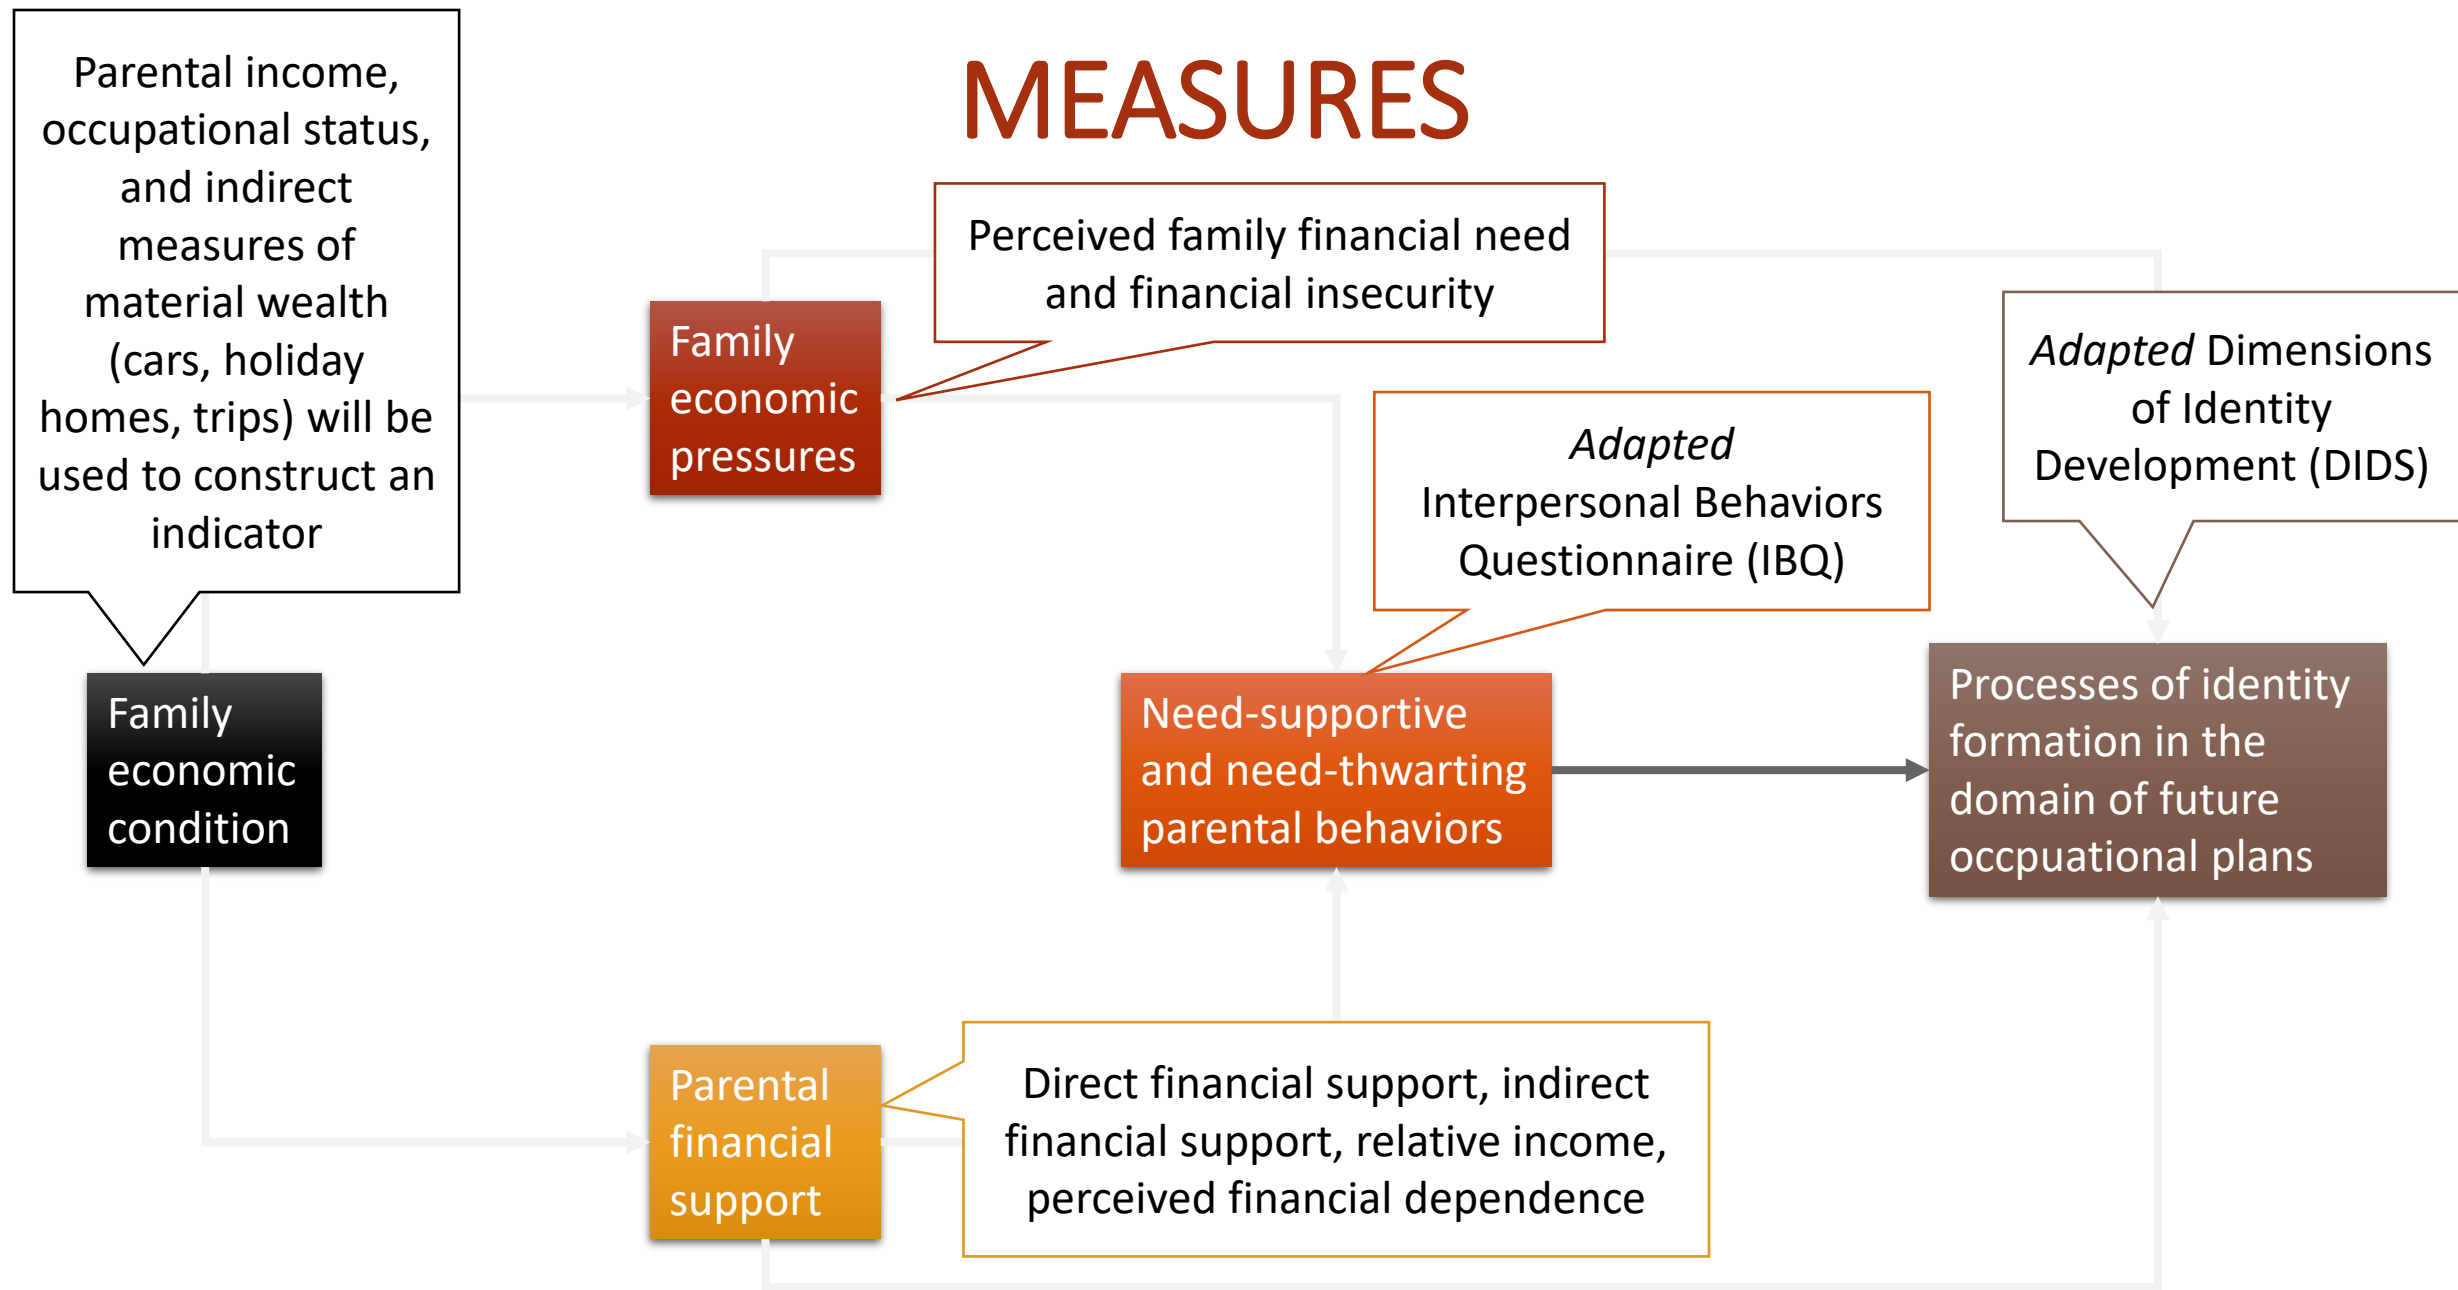 MEASURES
Parental income,
occupational status,
and indirect
measures of
material wealth
(cars, holiday
homes, trips) will be
used to construct an
indicator
Perceived family financial need
and financial insecurity
Family
economic
pressures
Adapted Dimensions
of Identity
Development (DIDS)
Adapted
Interpersonal Behaviors
Questionnaire (IBQ)
Family
economic
condition
Need-supportive
and need-thwarting
parental behaviors
Processes of identity
formation in the
domain of future
occpuational plans
Parental
financial
support
Direct financial support, indirect
financial support, relative income,
perceived financial dependence